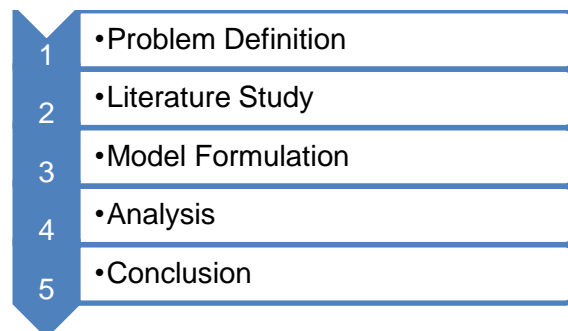 1
•Problem Definition
2
•Literature Study
3
•Model Formulation
4
•Analysis
5
•Conclusion